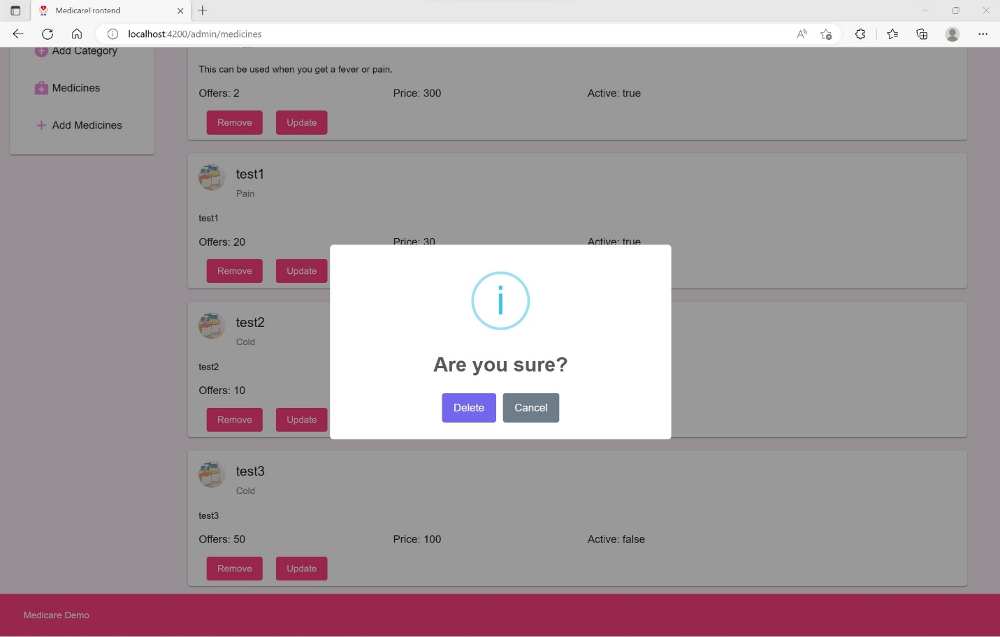 MedicareFrontend
localhost:4200/admin/medicines
Add Category
Medicines
Add Medicines
This can be used when you get a fever or pain.
Offers: 2 Price: 300 Active: true
Remove Update
test1
Pain
test1
Offers: 20 Price: 30 Active: true
Remove Update
test2
Cold
test2
Offers: 10
Remove Update
i
Are you sure?
Delete Cancel
test3
Cold
test3
Offers: 50 Price: 100 Active: false
Remove Update
Medicare Demo